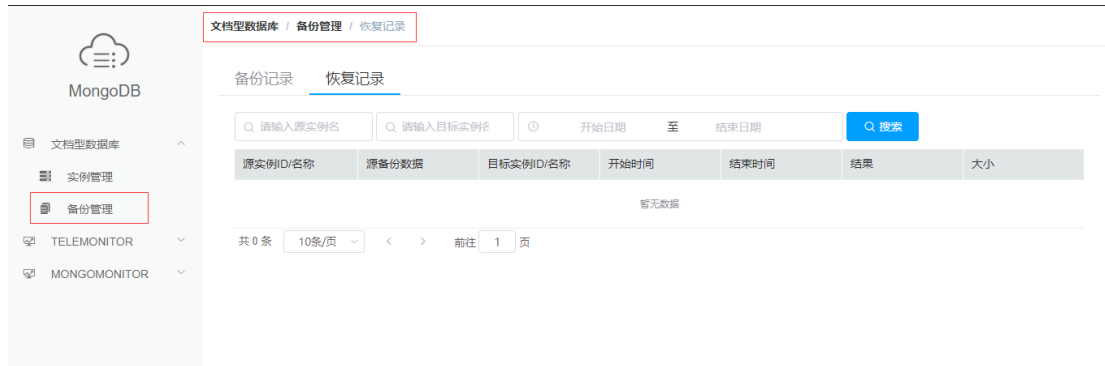 文档型数据库 / 备份管理 / 恢复记录
MongoDB
文档型数据库
实例管理
备份管理
TELEMONITOR
MONGOMONITOR
备份记录 恢复记录
请输入源实例名 请输入目标实例名 开始日期 至 结束日期 搜索
源实例ID/名称 源备份数据 目标实例ID/名称 开始时间 结束时间 结果 大小
暂无数据
共 0 条 10条/页 < > 前往 1 页